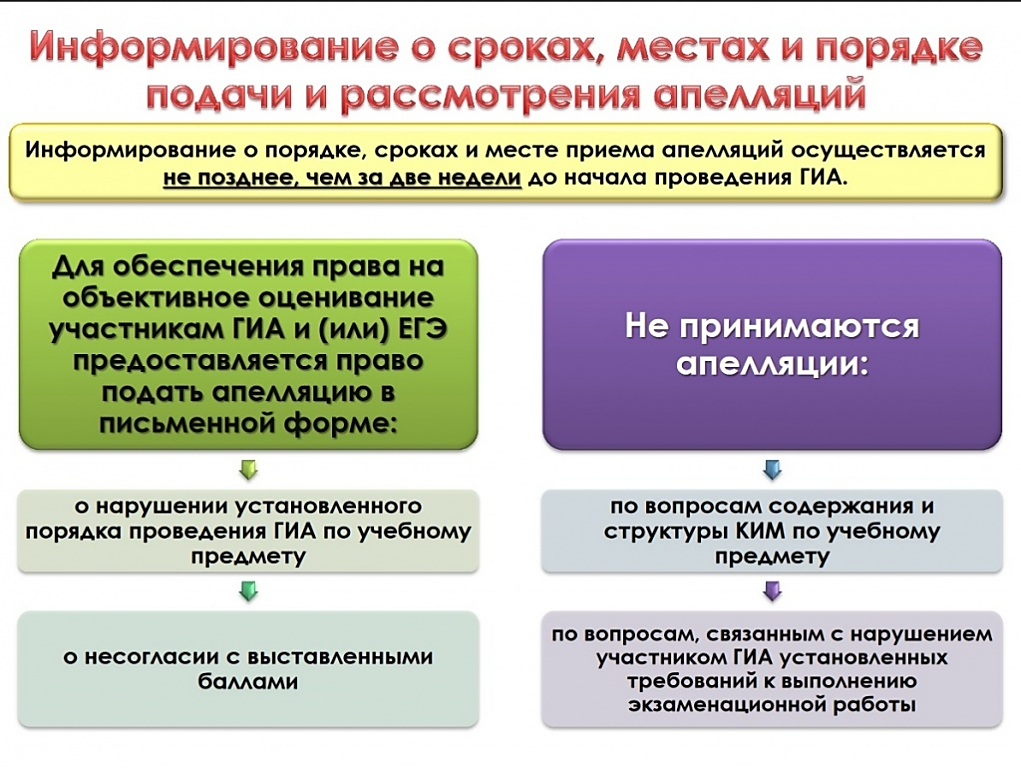 Информирование о сроках, местах и порядке
подачи и рассмотрения апелляций
Информирование о порядке, сроках и месте приема апелляций осуществляется
не позднее, чем за две недели до начала проведения ГИА.
Для обеспечения права на
объективное оценивание
участникам ГИА и (или) ЕГЭ
предоставляется право
подать апелляцию в
письменной форме:
о нарушении установленного
порядка проведения ГИА по учебному
предмету
о несогласии с выставленными
баллами
Не принимаются
апелляции:
по вопросам содержания и
структуры КИМ по учебному
предмету
по вопросам, связанным с нарушением
участником ГИА установленных
требований к выполнению
экзаменационной работы